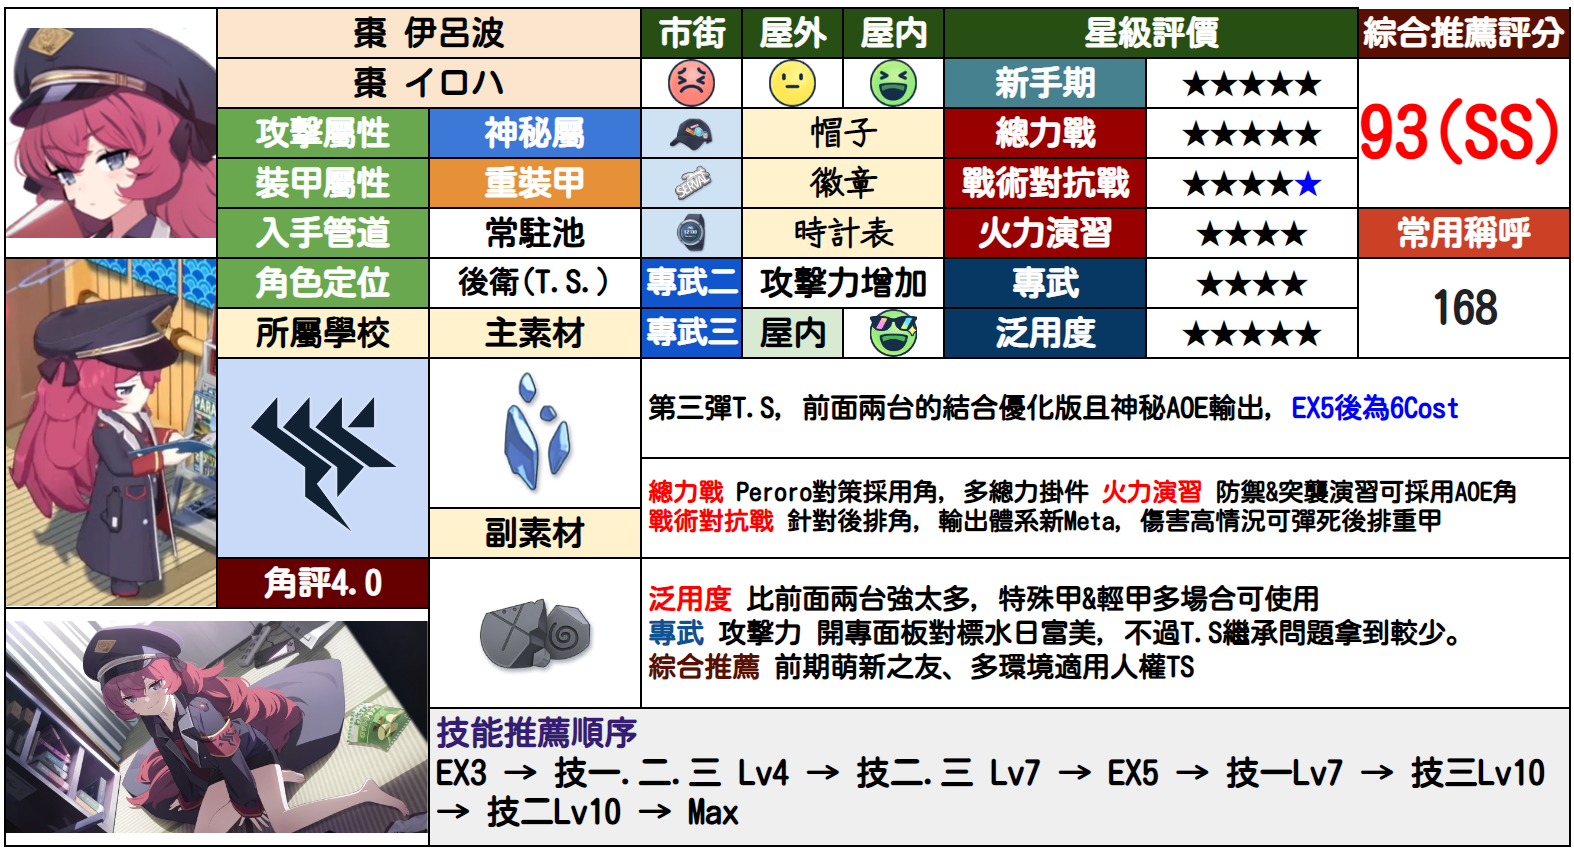 棗 伊呂波
市街
屋外
屋內
星級評價
綜合推薦評分
棗 イロハ
新手期
★★★★★
93(SS)
攻擊屬性
神秘屬
帽子
總力戰
★★★★★
裝甲屬性
重裝甲
SERVAL
徽章
戰術對抗戰
★★★★★
入手管道
常駐池
時計表
火力演習
★★★★
常用稱呼
角色定位
後衛(T.S.)
專武二
攻擊力增加
專武
★★★★
168
所屬學校
主素材
專武三
屋內
泛用度
★★★★★
第三彈T.S, 前面兩台的結合優化版且神秘AOE輸出, EX5後為6Cost
總力戰 Peroro對策採用角, 多總力掛件 火力演習 防禦&突襲演習可採用AOE角
戰術對抗戰 針對後排角, 輸出體系新Meta, 傷害高情況可彈死後排重甲
副素材
角評4.0
泛用度 比前面兩台強太多, 特殊甲&輕甲多場合可使用
專武 攻擊力 開專面板對標水日富美, 不過T.S繼承問題拿到較少。
綜合推薦 前期萌新之友、多環境適用人權TS
技能推薦順序
EX3 → 技一.二.三 Lv4 → 技二.三 Lv7 → EX5 → 技一Lv7 → 技三Lv10
→ 技二Lv10 → Max